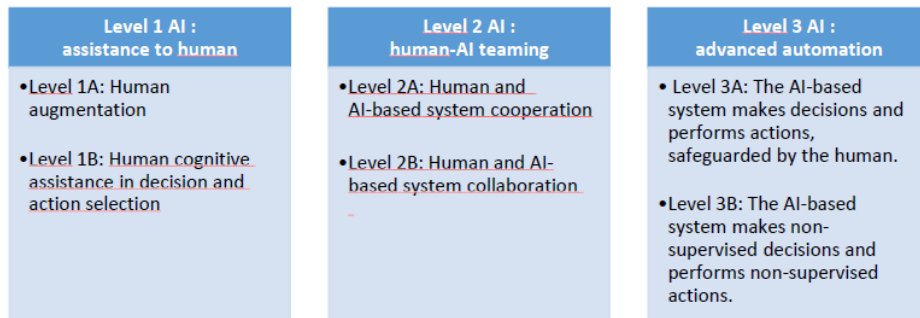 Level 1 AI :
assistance to human
•Level 1A: Human
augmentation
•Level 1B: Human cognitive
assistance in decision and
action selection
Level 2 AI :
human-AI teaming
•Level 2A: Human and
AI-based system cooperation
•Level 2B: Human and AI-
based system collaboration
Level 3 AI :
advanced automation
• Level 3A: The AI-based
system makes decisions and
performs actions,
safeguarded by the human.
•Level 3B: The AI-based
system makes non-
supervised decisions and
performs non-supervised
actions.